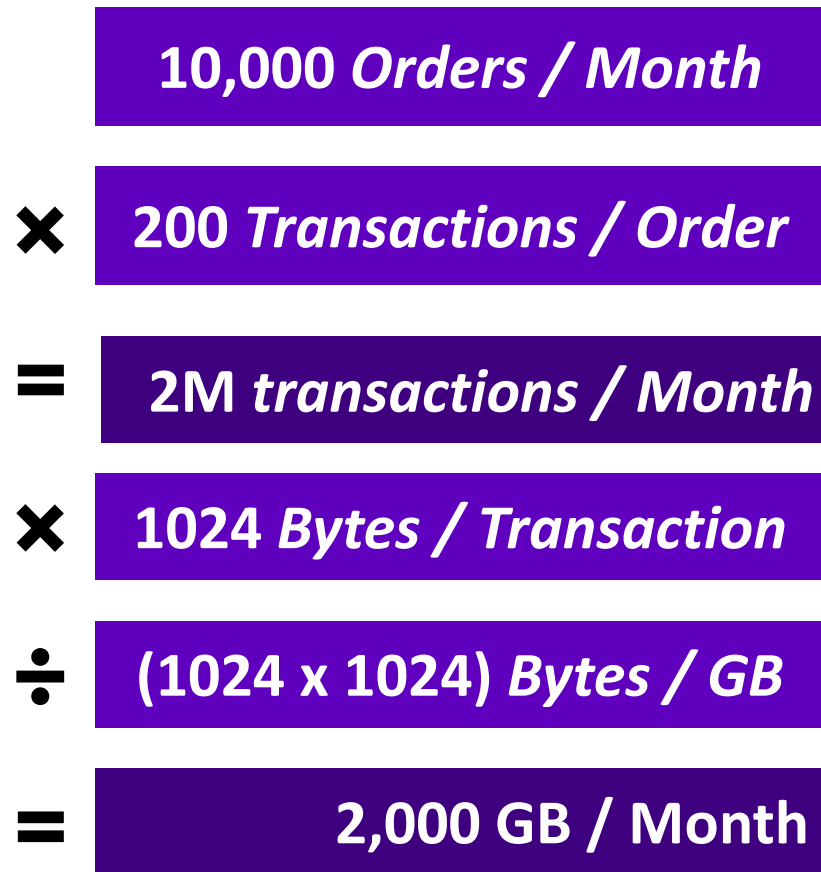 10,000 Orders / Month
× 200 Transactions / Order
= 2M transactions / Month
× 1024 Bytes / Transaction
÷ (1024 x 1024) Bytes / GB
= 2,000 GB / Month